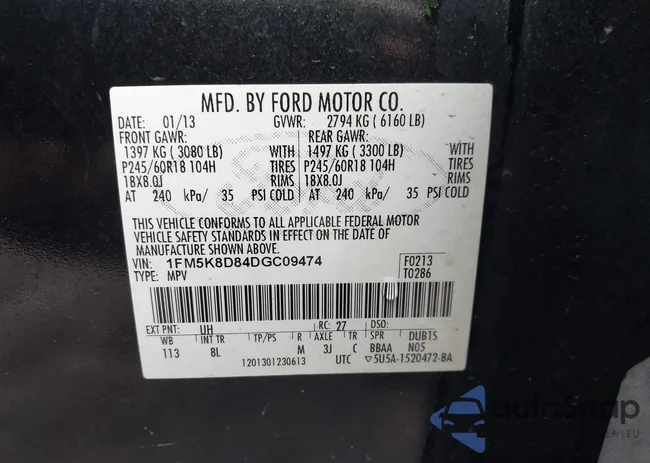 MFD. BY FORD MOTOR CO.
DATE: 01/13 GVWR: 2794 KG ( 6160 LB)
FRONT GAWR: REAR GAWR:
1397 KG ( 3080 LB) WITH 1497 KG ( 3300 LB) WITH
P245/60R18 104H TIRES P245/60R18 104H TIRES
18X8.0J RIMS 18X8.0J RIMS
AT 240 kPa/ 35 PSI COLD AT 240 kPa/ 35 PSI COLD
THIS VEHICLE CONFORMS TO ALL APPLICABLE FEDERAL MOTOR
VEHICLE SAFETY STANDARDS IN EFFECT ON THE DATE OF
MANUFACTURE SHOWN ABOVE.
VIN: 1FM5K8D84DGC09474 F0213
TYPE: MPV T0286
EXT PNT: UH RC: 27 DSO:
WB INT TR TP/PS R AXLE TR SPR DUB1S
113 8L M 3J C BBAA N05
1201301230613 UTC ▽5U5A-1520472-BA
autoSnap